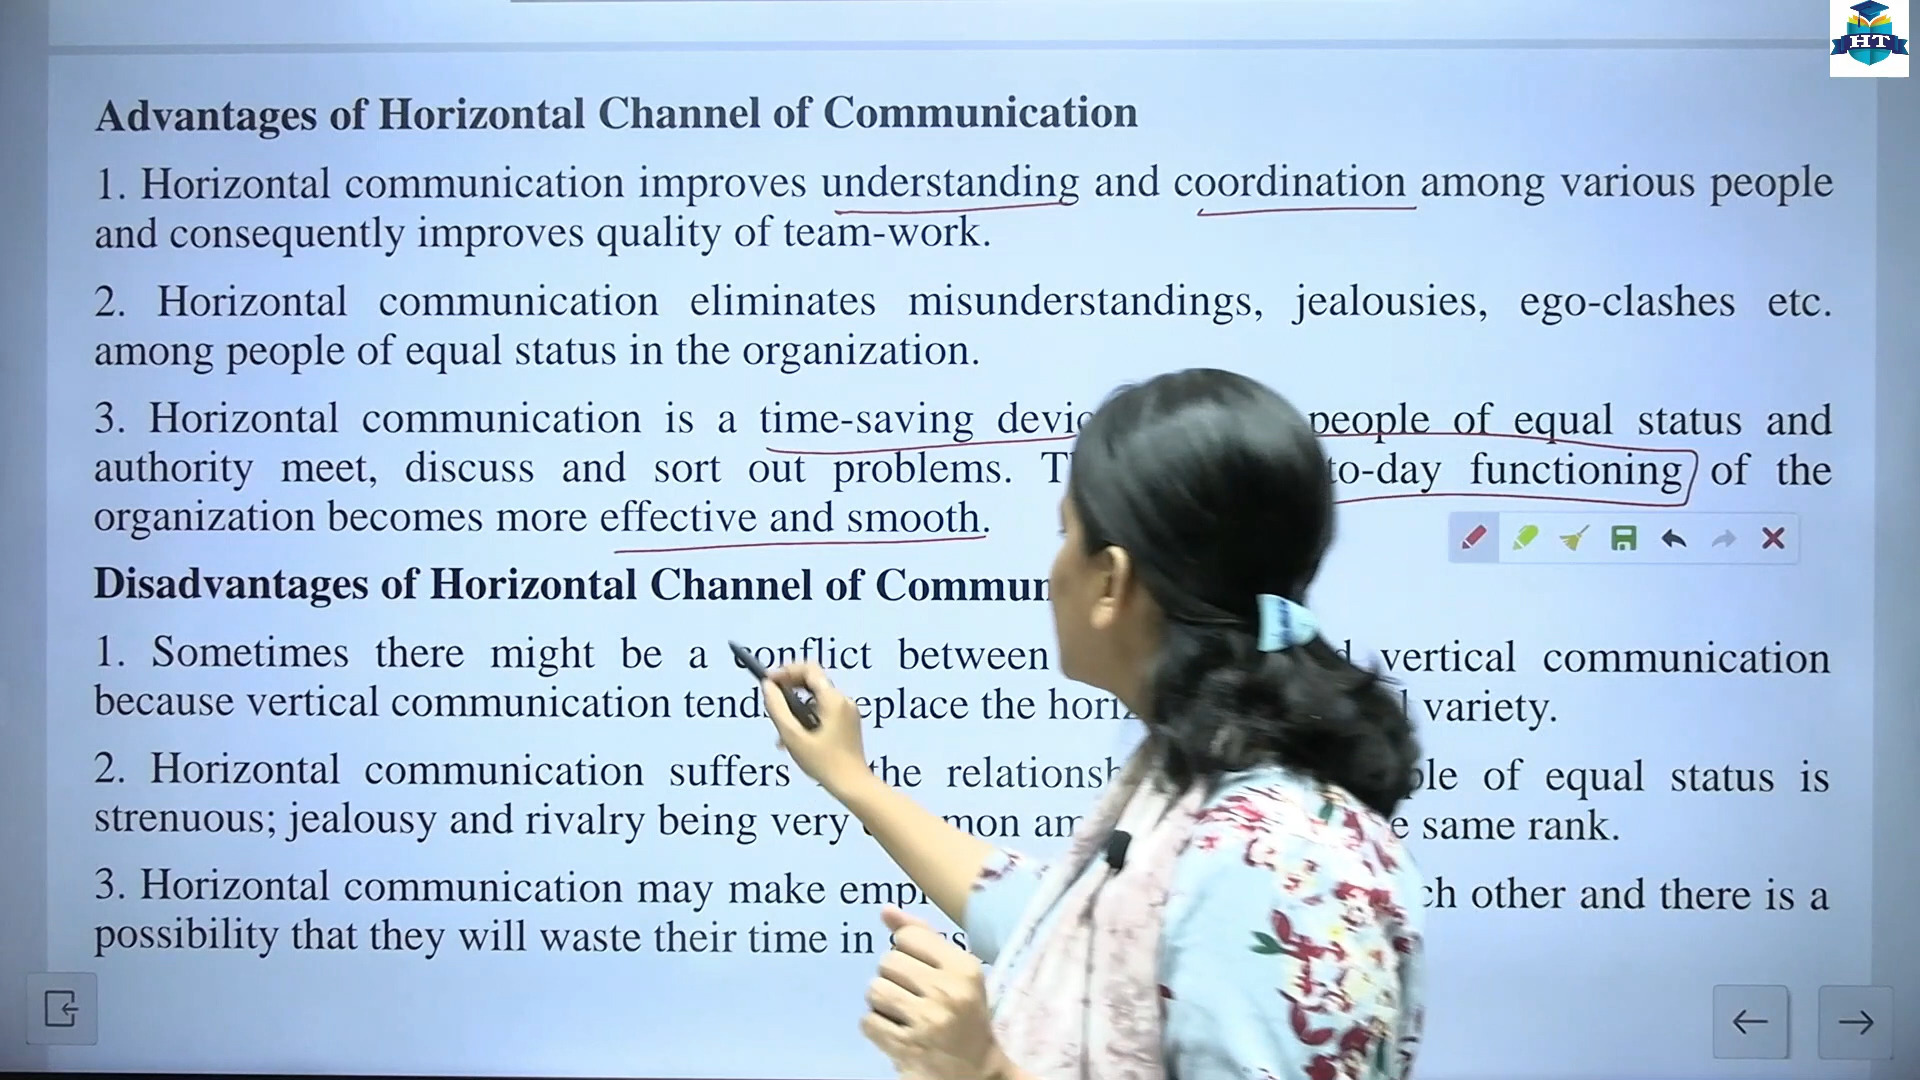 HT
Advantages of Horizontal Channel of Communication
1. Horizontal communication improves understanding and coordination among various people
and consequently improves quality of team-work.
2. Horizontal communication eliminates misunderstandings, jealousies, ego-clashes etc.
among people of equal status in the organization.
3. Horizontal communication is a time-saving people of equal status and
authority meet, discuss and sort out problems. to-day functioning of the
organization becomes more effective and smooth.
Disadvantages of Horizontal Channel of
1. Sometimes there might be a conflict between vertical communication
because vertical communication replace the variety.
2. Horizontal communication suffers the of equal status is
strenuous; jealousy and rivalry being very same rank.
3. Horizontal communication may make other and there is a
possibility that they will waste their time in